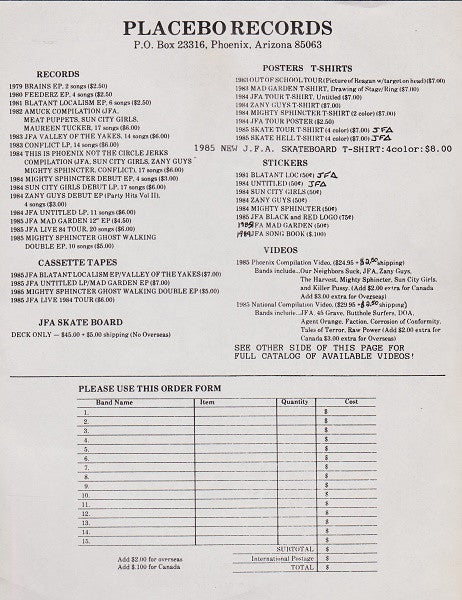 PLACEBO RECORDS
P.O. Box 23316, Phoenix, Arizona 85063
RECORDS
1979 BRAINS EP, 2 songs ($2.50)
1980 FEEDERZ EP, 4 songs ($2.50)
1981 BLATANT LOCALISM EP, 6 songs ($2.50)
1982 AMUCK COMPILATION (JFA,
MEAT PUPPETS, SUN CITY GIRLS,
MAUREEN TUCKER, 17 songs ($6.00)
1983 JFA VALLEY OF THE YAKES, 14 songs ($6.00)
1983 CONFLICT LP, 14 songs ($6.00)
1984 THIS IS PHOENIX NOT THE CIRCLE JERKS
COMPILATION (JFA, SUN CITY GIRLS, ZANY GUYS
MIGHTY SPHINCTER, CONFLICT), 17 songs ($6.00)
1984 MIGHTY SPHINCTER DEBUT EP, 4 songs ($3.00)
1984 SUN CITY GIRLS DEBUT LP, 17 songs ($6.00)
1984 ZANY GUYS DEBUT EP (Party Hits Vol II),
4 songs ($3.00)
1984 JFA UNTITLED LP, 11 songs ($6.00)
1985 JFA MAD GARDEN 12" EP ($4.50)
1985 JFA LIVE 84 TOUR, 20 songs ($6.00)
1985 MIGHTY SPHINCTER GHOST WALKING
DOUBLE EP, 10 songs ($5.00)
CASSETTE TAPES
1985 JFA BLATANT LOCALISM EP/VALLEY OF THE YAKES ($7.00)
1985 JFA UNTITLED LP/MAD GARDEN EP ($7.00)
1985 MIGHTY SPHINCTER GHOST WALKING DOUBLE EP ($5.00)
1985 JFA LIVE 1984 TOUR ($6.00)
JFA SKATE BOARD
DECK ONLY — $45.00 + $5.00 shipping (No Overseas)
POSTERS T-SHIRTS
1983 OUT OF SCHOOL TOUR (Picture of Reagan w/target on head) ($7.00)
1983 MAD GARDEN T-SHIRT, Drawing of Stage/Ring ($7.00)
1984 JFA TOUR T-SHIRT, Untitled ($7.00)
1984 ZANY GUYS T-SHIRT ($7.00)
1984 MIGHTY SPHINCTER T-SHIRT (2 color) ($7.00)
1984 JFA TOUR POSTER ($2.50)
1985 SKATE TOUR T-SHIRT (4 color) ($7.00) JFA
1985 SKATE HELL T-SHIRT (4 color) ($7.00) JFA
1985 NEW J.F.A. SKATEBOARD T-SHIRT:4color:$8.00
STICKERS
1981 BLATANT LOC (50¢) JFA
1984 UNTITLED (50¢) JFA
1984 SUN CITY GIRLS (50¢)
1984 ZANY GUYS (50¢)
1984 MIGHTY SPHINCTER (50¢)
1985 JFA BLACK and RED LOGO (75¢)
1985 JFA MAD GARDEN (50¢)
1984 JFA SONG BOOK ($.100)
VIDEOS
1985 Phoenix Compilation Video, ($24.95 + $2.50 shipping)
Bands include...Our Neighbors Suck, JFA, Zany Guys,
The Harvest, Mighty Sphincter, Sun City Girls,
and Killer Pussy. (Add $2.00 extra for Canada
Add $3.00 extra for Overseas)
1985 National Compilation Video, ($29.95 + $2.50 shipping)
Bands include...JFA, 45 Grave, Butthole Surfers, DOA,
Agent Orange, Faction, Corrosion of Conformity,
Tales of Terror, Raw Power (Add $2.00 extra for
Canada $3.00 extra for Overseas)
SEE OTHER SIDE OF THIS PAGE FOR
FULL CATALOG OF AVAILABLE VIDEOS!
PLEASE USE THIS ORDER FORM
Band Name Item Quantity Cost
1. $
2. $
3. $
4. $
5. $
6. $
7. $
8. $
9. $
10. $
11. $
12. $
13. $
14. $
15. $
SUBTOTAL $
International Postage $
TOTAL $
Add $2.00 for overseas
Add $.100 for Canada